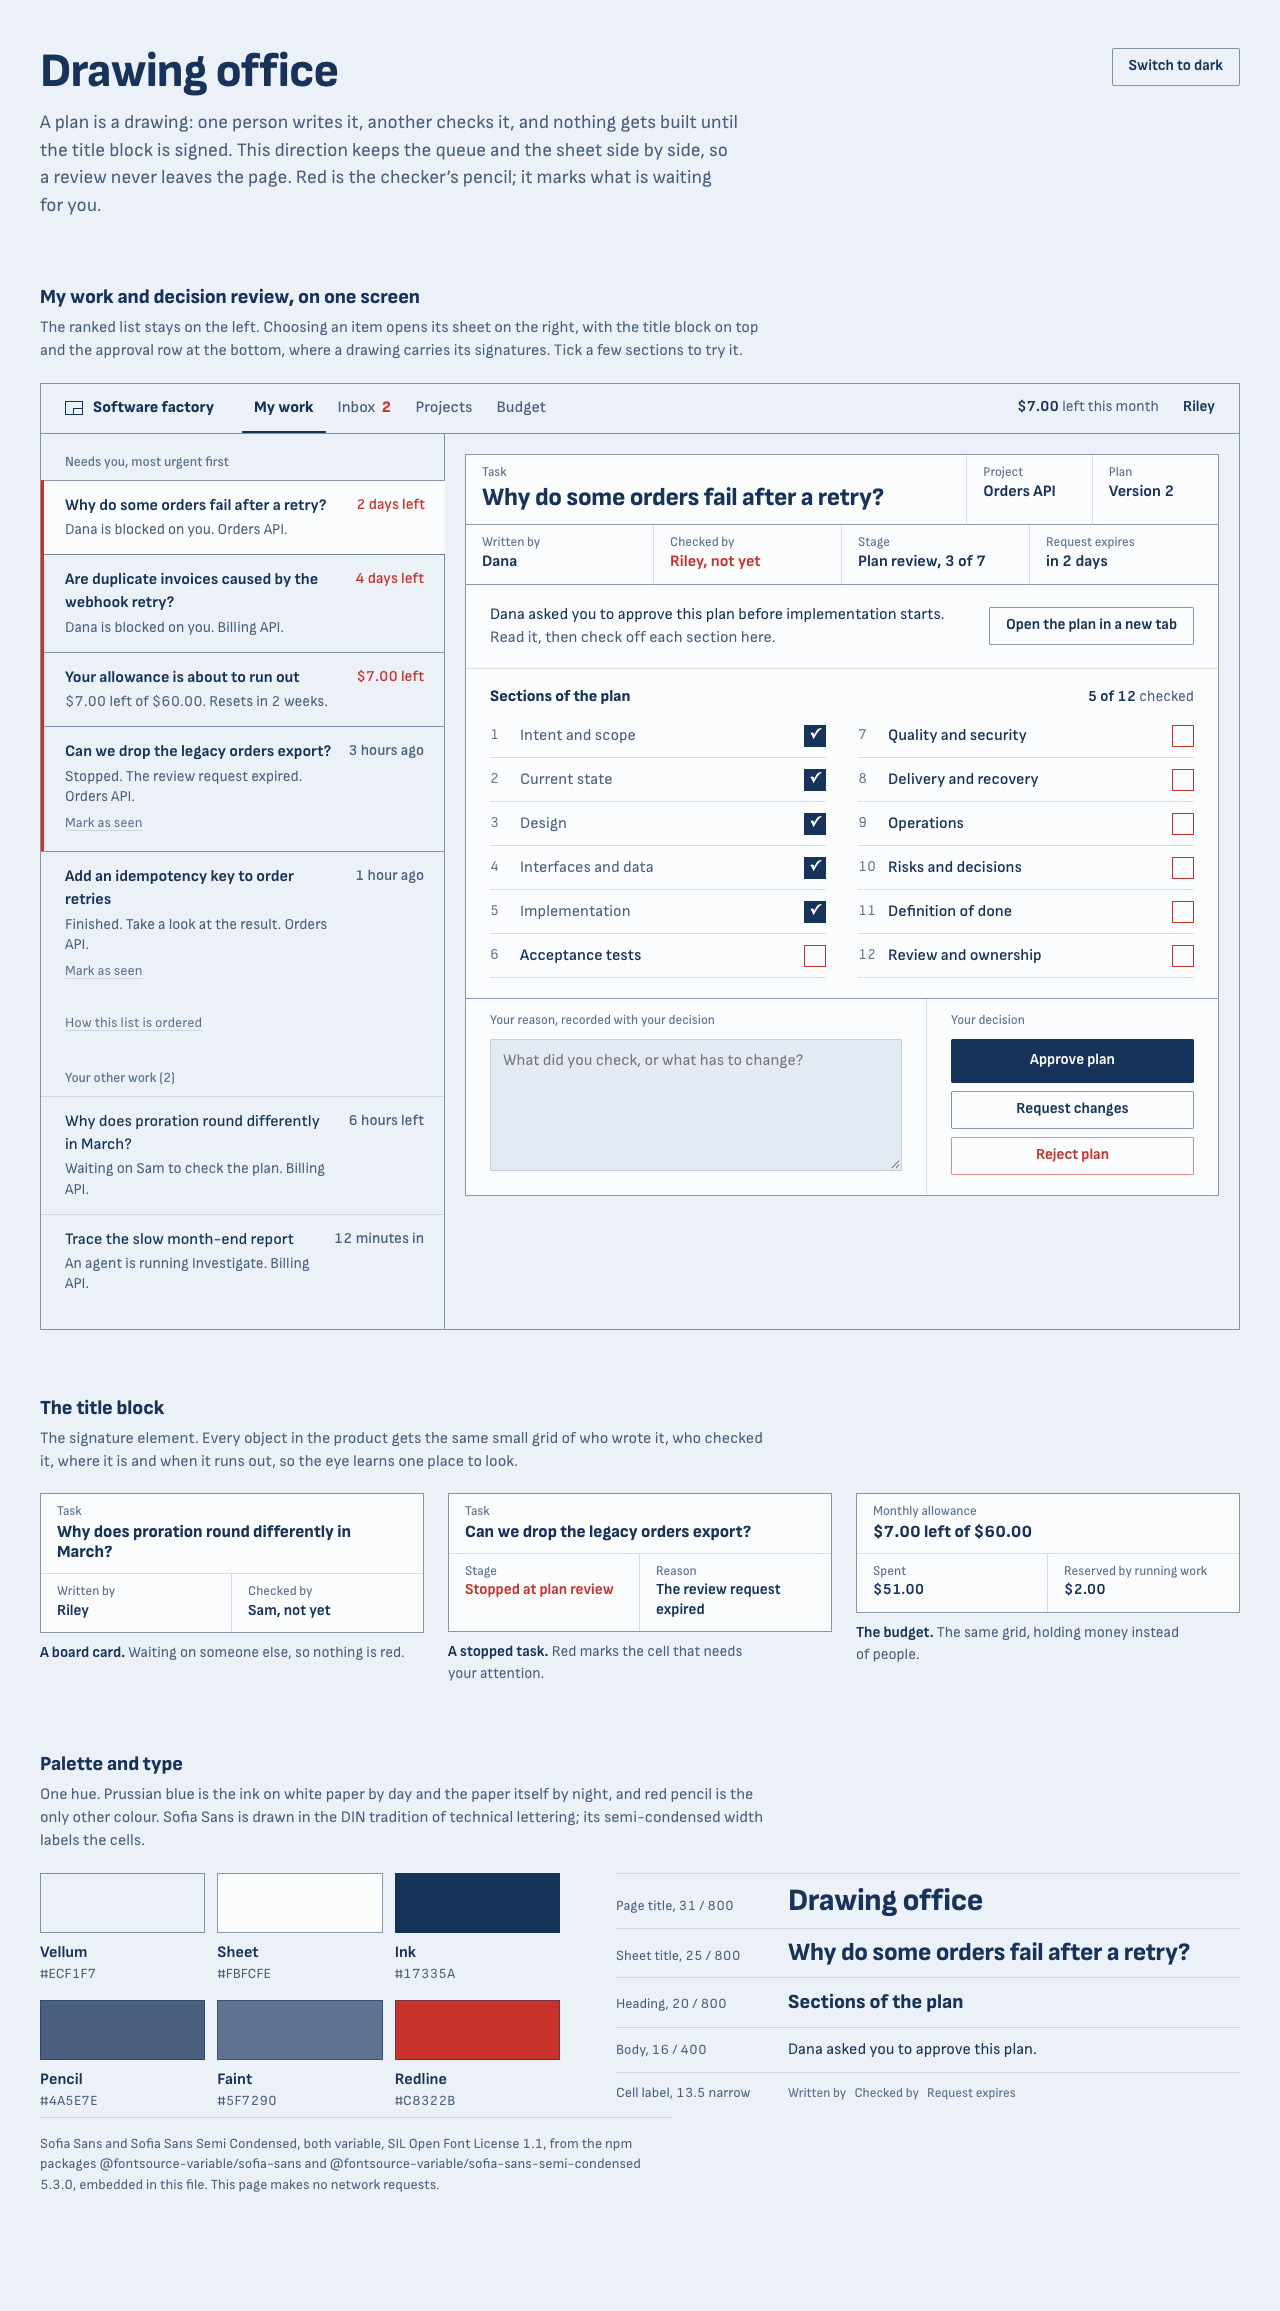 Drawing office
Switch to dark
A plan is a drawing: one person writes it, another checks it, and nothing gets built until
the title block is signed. This direction keeps the queue and the sheet side by side, so
a review never leaves the page. Red is the checker’s pencil; it marks what is waiting
for you.
My work and decision review, on one screen
The ranked list stays on the left. Choosing an item opens its sheet on the right, with the title block on top
and the approval row at the bottom, where a drawing carries its signatures. Tick a few sections to try it.
Software factory
My work
Inbox 2
Projects
Budget
$7.00 left this month
Riley
Needs you, most urgent first
Why do some orders fail after a retry?
2 days left
Dana is blocked on you. Orders API.
Are duplicate invoices caused by the
webhook retry?
4 days left
Dana is blocked on you. Billing API.
Your allowance is about to run out
$7.00 left
$7.00 left of $60.00. Resets in 2 weeks.
Can we drop the legacy orders export?
3 hours ago
Stopped. The review request expired.
Orders API.
Mark as seen
Add an idempotency key to order
retries
1 hour ago
Finished. Take a look at the result. Orders
API.
Mark as seen
How this list is ordered
Your other work (2)
Why does proration round differently
in March?
6 hours left
Waiting on Sam to check the plan. Billing
API.
Trace the slow month-end report
12 minutes in
An agent is running Investigate. Billing
API.
Task
Why do some orders fail after a retry?
Project
Orders API
Plan
Version 2
Written by
Dana
Checked by
Riley, not yet
Stage
Plan review, 3 of 7
Request expires
in 2 days
Dana asked you to approve this plan before implementation starts.
Read it, then check off each section here.
Open the plan in a new tab
Sections of the plan
5 of 12 checked
1 Intent and scope
2 Current state
3 Design
4 Interfaces and data
5 Implementation
6 Acceptance tests
7 Quality and security
8 Delivery and recovery
9 Operations
10 Risks and decisions
11 Definition of done
12 Review and ownership
Your reason, recorded with your decision
What did you check, or what has to change?
Your decision
Approve plan
Request changes
Reject plan
The title block
The signature element. Every object in the product gets the same small grid of who wrote it, who checked
it, where it is and when it runs out, so the eye learns one place to look.
Task
Why does proration round differently in
March?
Written by
Riley
Checked by
Sam, not yet
A board card. Waiting on someone else, so nothing is red.
Task
Can we drop the legacy orders export?
Stage
Stopped at plan review
Reason
The review request
expired
A stopped task. Red marks the cell that needs
your attention.
Monthly allowance
$7.00 left of $60.00
Spent
$51.00
Reserved by running work
$2.00
The budget. The same grid, holding money instead
of people.
Palette and type
One hue. Prussian blue is the ink on white paper by day and the paper itself by night, and red pencil is the
only other colour. Sofia Sans is drawn in the DIN tradition of technical lettering; its semi-condensed width
labels the cells.
Vellum
#ECF1F7
Sheet
#FBFCFE
Ink
#17335A
Pencil
#4A5E7E
Faint
#5F7290
Redline
#C8322B
Page title, 31 / 800
Drawing office
Sheet title, 25 / 800
Why do some orders fail after a retry?
Heading, 20 / 800
Sections of the plan
Body, 16 / 400
Dana asked you to approve this plan.
Cell label, 13.5 narrow
Written by Checked by Request expires
Sofia Sans and Sofia Sans Semi Condensed, both variable, SIL Open Font License 1.1, from the npm
packages @fontsource-variable/sofia-sans and @fontsource-variable/sofia-sans-semi-condensed
5.3.0, embedded in this file. This page makes no network requests.